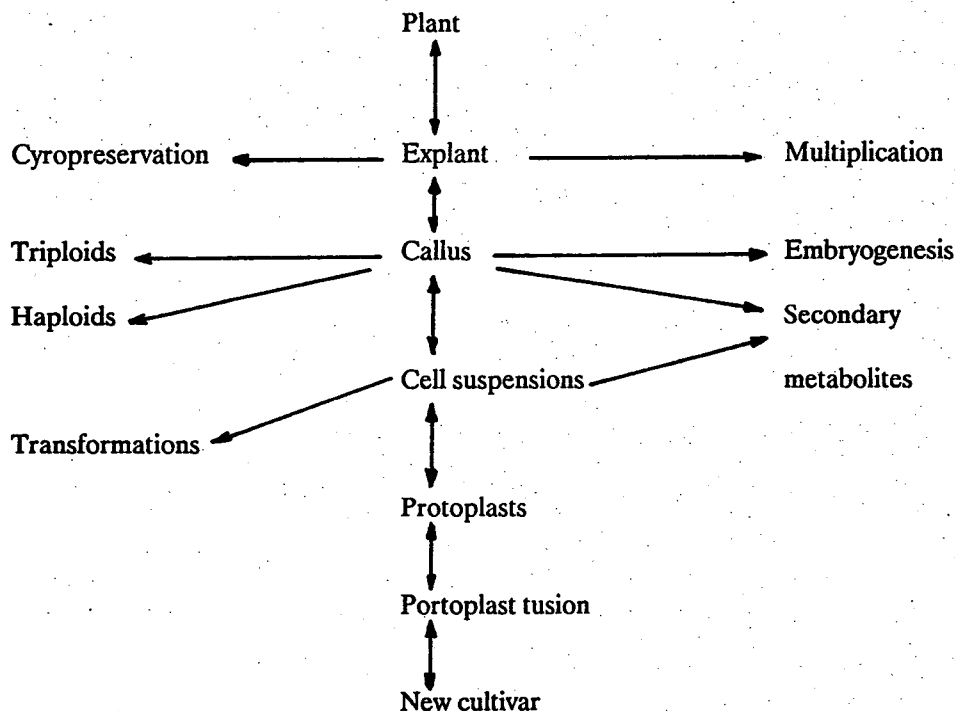 Plant
Cyropreservation Explant Multiplication
Triploids Callus Embryogenesis
Haploids Secondary
Cell suspensions metabolites
Transformations
Protoplasts
Portoplast tusion
New cultivar